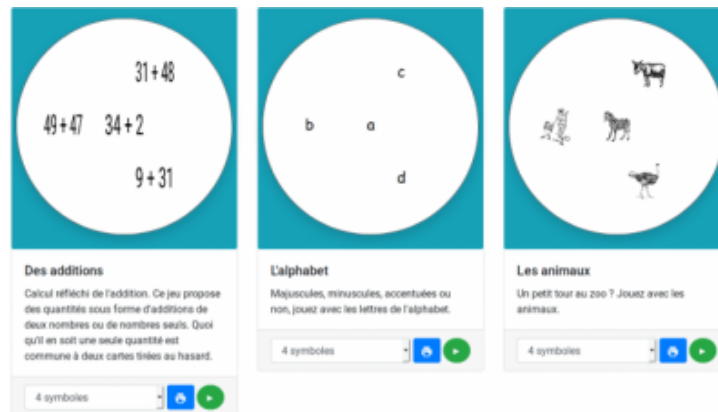 31+48
49+47 34+2
9+31
Des additions
Calcul réfléchi de l'addition. Ce jeu propose
des quantités sous forme d'additions de
deux nombres ou de nombres seuls. Quoi
qu'il en soit une seule quantité est
commune à deux cartes tirées au hasard.
4 symboles
c
b a
d
L'alphabet
Majuscules, minuscules, accentuées ou
non, jouez avec les lettres de l'alphabet.
4 symboles
Les animaux
Un petit tour au zoo ? Jouez avec les
animaux.
4 symboles